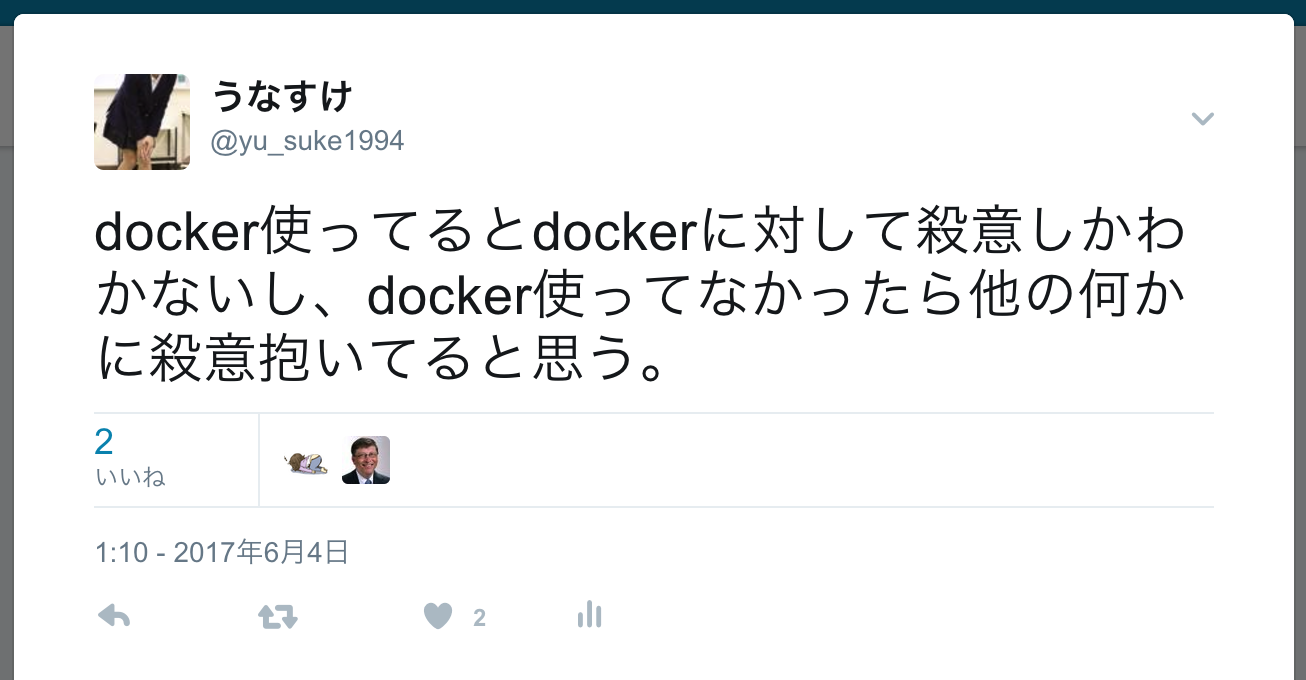 うなすけ
@yu_suke1994
docker使ってるとdockerに対して殺意しかわ
かないし、docker使ってなかったら他の何か
に殺意抱いてると思う。
2
いいね
1:10 - 2017年6月4日
2